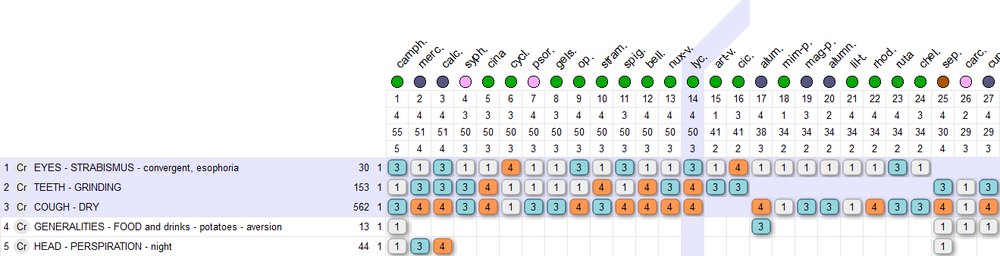 camph. merc. calc. syph. cina cycl. psor. gels. op. stram. spig. bell. nux-v. lyc. art-v. cic. alum. mim-p. mag-p. alumn. lil-t. rhod. ruta chel. sep. carc.
1 2 3 4 5 6 7 8 9 10 11 12 13 14 15 16 17 18 19 20 21 22 23 24 25 26 27
4 4 4 3 3 3 4 3 4 4 3 4 4 4 1 3 4 1 3 2 4 4 4 3 4 2 4
55 51 51 50 50 50 50 50 50 50 50 50 50 50 41 41 38 34 34 34 34 34 34 34 30 29 29
5 4 4 3 3 3 3 3 3 3 3 3 3 3 2 2 3 2 2 2 2 2 2 2 4 3 3
1 Cr EYES - STRABISMUS - convergent, esophoria 30 1 3 1 3 1 1 4 1 1 3 1 3 1 1 3 1 4 1 1 1 1 1 1 3 1
2 Cr TEETH - GRINDING 153 1 1 3 3 3 4 1 1 1 1 4 1 4 3 4 3 3 3 1 3
3 Cr COUGH - DRY 562 1 3 4 4 3 4 1 3 3 4 3 4 4 4 4 4 1 3 3 1 4 3 3 4 1 4
4 Cr GENERALITIES - FOOD and drinks - potatoes - aversion 13 1 1 3 1 1 1
5 Cr HEAD - PERSPIRATION - night 44 1 1 3 4 1